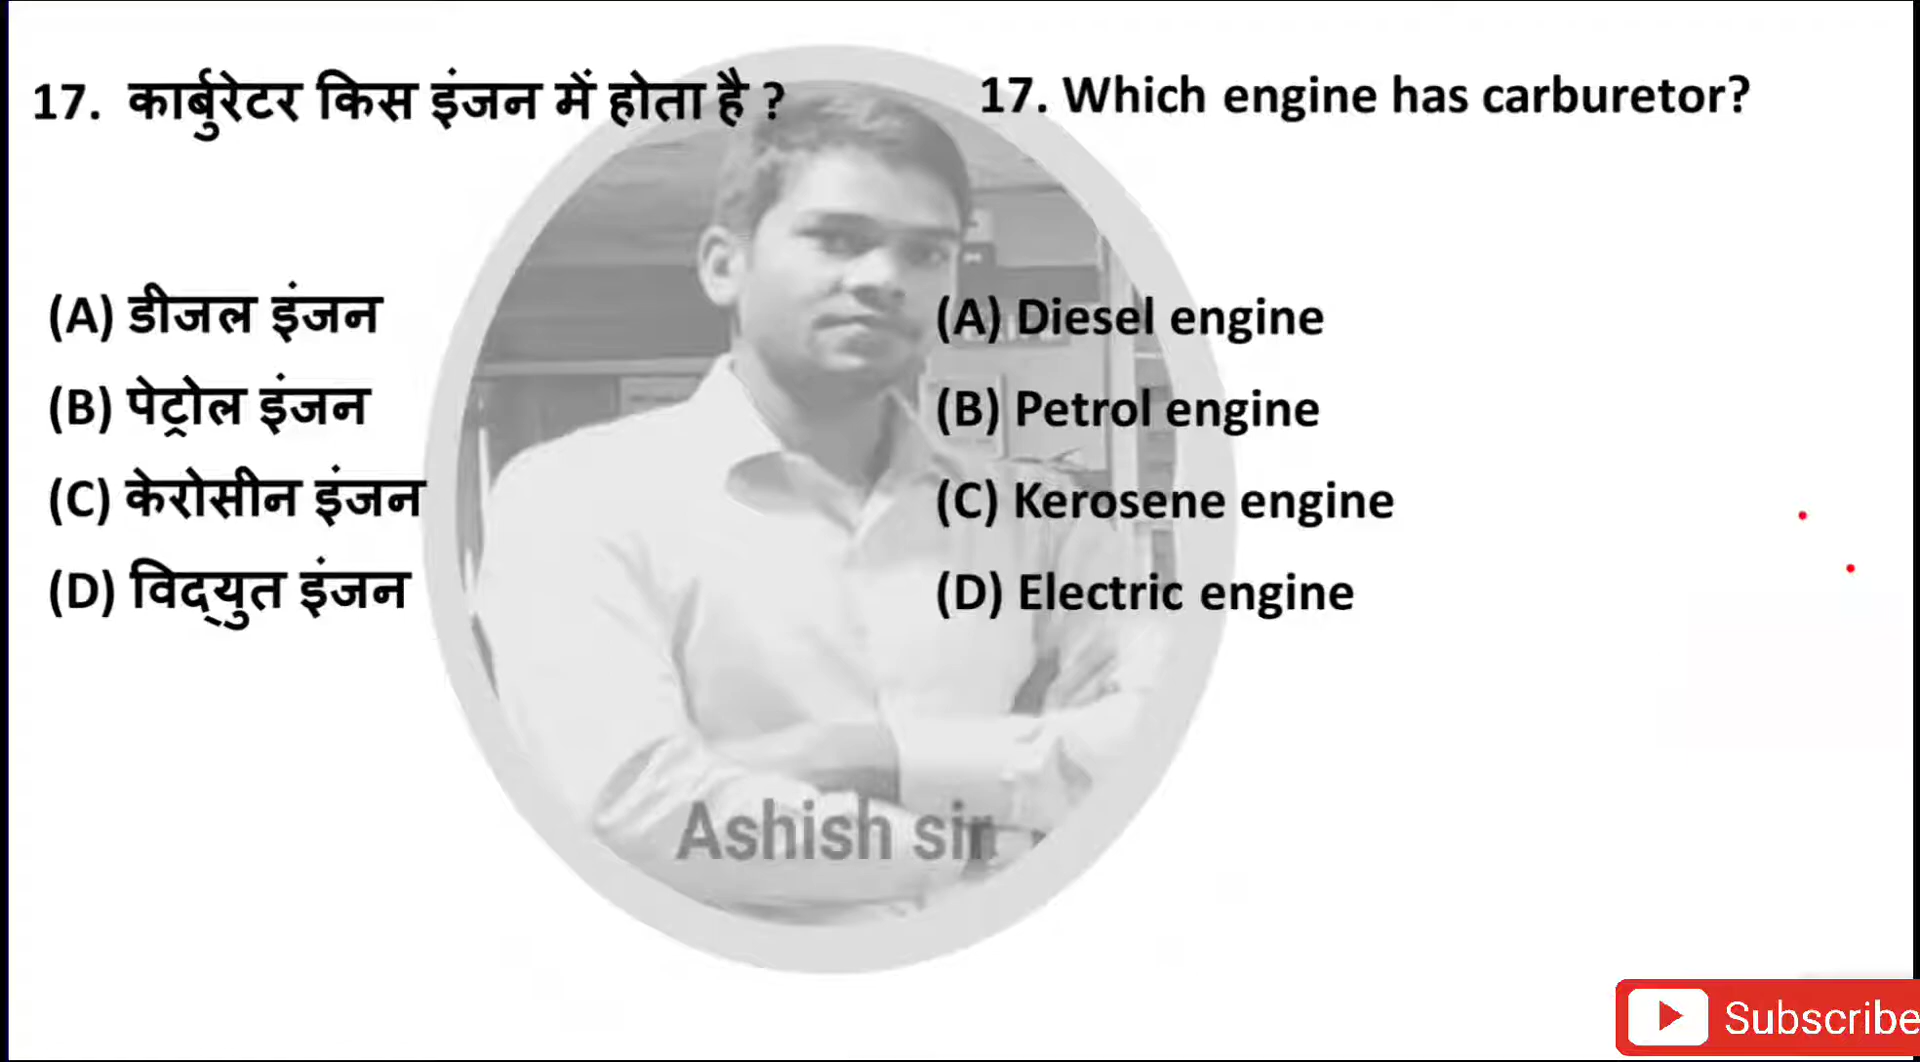 17. कार्बुरेटर किस इंजन में होता है ?
(A) डीजल इंजन
(B) पेट्रोल इंजन
(C) केरोसीन इंजन
(D) विद्युत इंजन
17. Which engine has carburetor?
(A) Diesel engine
(B) Petrol engine
(C) Kerosene engine
(D) Electric engine
Ashish sir
Subscribe